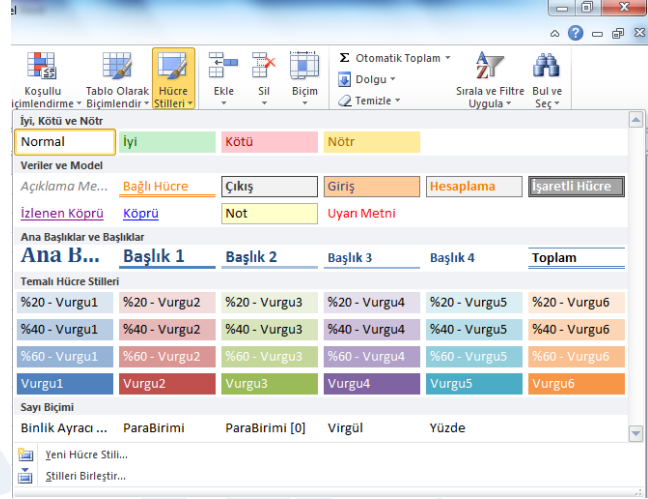 el
Σ Otomatik Toplam
Dolgu
Temizle
Koşullu Tablo Olarak Hücre Ekle Sil Biçim Sırala ve Filtre Bul ve
içimlendirme Biçimlendir Stilleri Uygula Seç
İyi, Kötü ve Nötr
Normal İyi Kötü Nötr
Veriler ve Model
Açıklama Me... Bağlı Hücre Çıkış Giriş Hesaplama İşaretli Hücre
İzlenen Köprü Köprü Not Uyarı Metni
Ana Başlıklar ve Başlıklar
Ana B... Başlık 1 Başlık 2 Başlık 3 Başlık 4 Toplam
Temalı Hücre Stilleri
%20 - Vurgu1 %20 - Vurgu2 %20 - Vurgu3 %20 - Vurgu4 %20 - Vurgu5 %20 - Vurgu6
%40 - Vurgu1 %40 - Vurgu2 %40 - Vurgu3 %40 - Vurgu4 %40 - Vurgu5 %40 - Vurgu6
%60 - Vurgu1 %60 - Vurgu2 %60 - Vurgu3 %60 - Vurgu4 %60 - Vurgu5 %60 - Vurgu6
Vurgu1 Vurgu2 Vurgu3 Vurgu4 Vurgu5 Vurgu6
Sayı Biçimi
Binlik Ayracı ... ParaBirimi ParaBirimi [0] Virgül Yüzde
Yeni Hücre Stili...
Stilleri Birleştir...